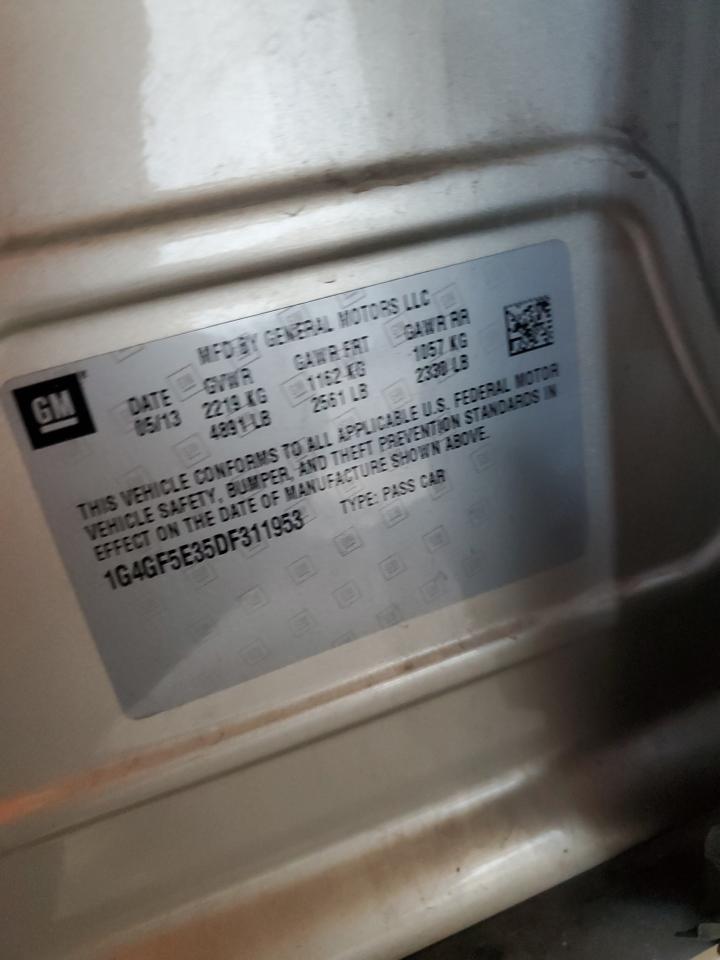 GM
MFD BY GENERAL MOTORS LLC
DATE GVWR GAWR FRT GAWR RR
05/13 2219 KG 1162 KG 1057 KG
4891 LB 2561 LB 2330 LB
THIS VEHICLE CONFORMS TO ALL APPLICABLE U.S. FEDERAL MOTOR
VEHICLE SAFETY, BUMPER, AND THEFT PREVENTION STANDARDS IN
EFFECT ON THE DATE OF MANUFACTURE SHOWN ABOVE.
1G4GF5E35DF311953 TYPE: PASS CAR